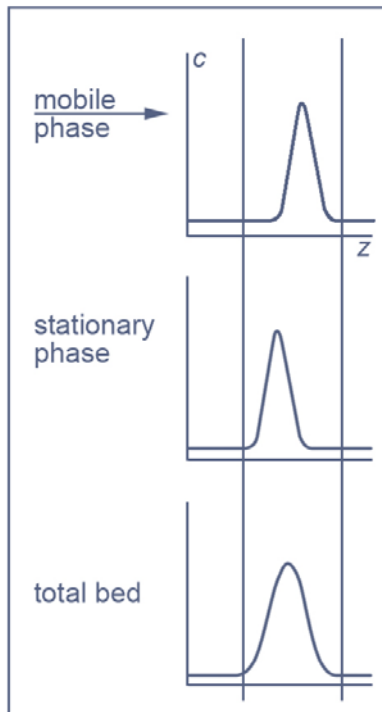 c
mobile
phase
z
stationary
phase
total bed